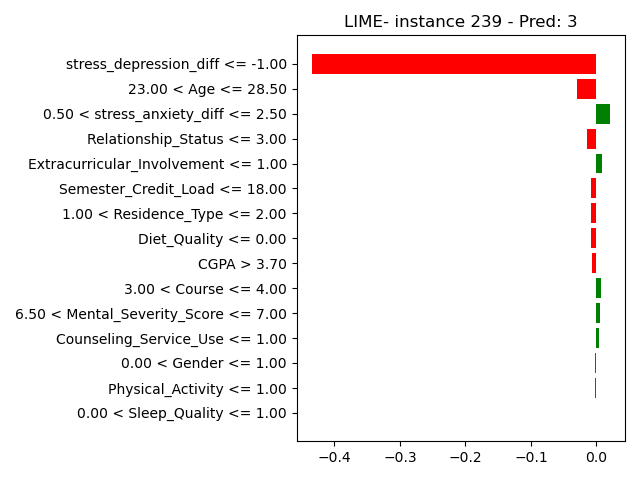 LIME- instance 239 - Pred: 3
stress_depression_diff <= -1.00
23.00 < Age <= 28.50
0.50 < stress_anxiety_diff <= 2.50
Relationship_Status <= 3.00
Extracurricular_Involvement <= 1.00
Semester_Credit_Load <= 18.00
1.00 < Residence_Type <= 2.00
Diet_Quality <= 0.00
CGPA > 3.70
3.00 < Course <= 4.00
6.50 < Mental_Severity_Score <= 7.00
Counseling_Service_Use <= 1.00
0.00 < Gender <= 1.00
Physical_Activity <= 1.00
0.00 < Sleep_Quality <= 1.00
−0.4 −0.3 −0.2 −0.1 0.0